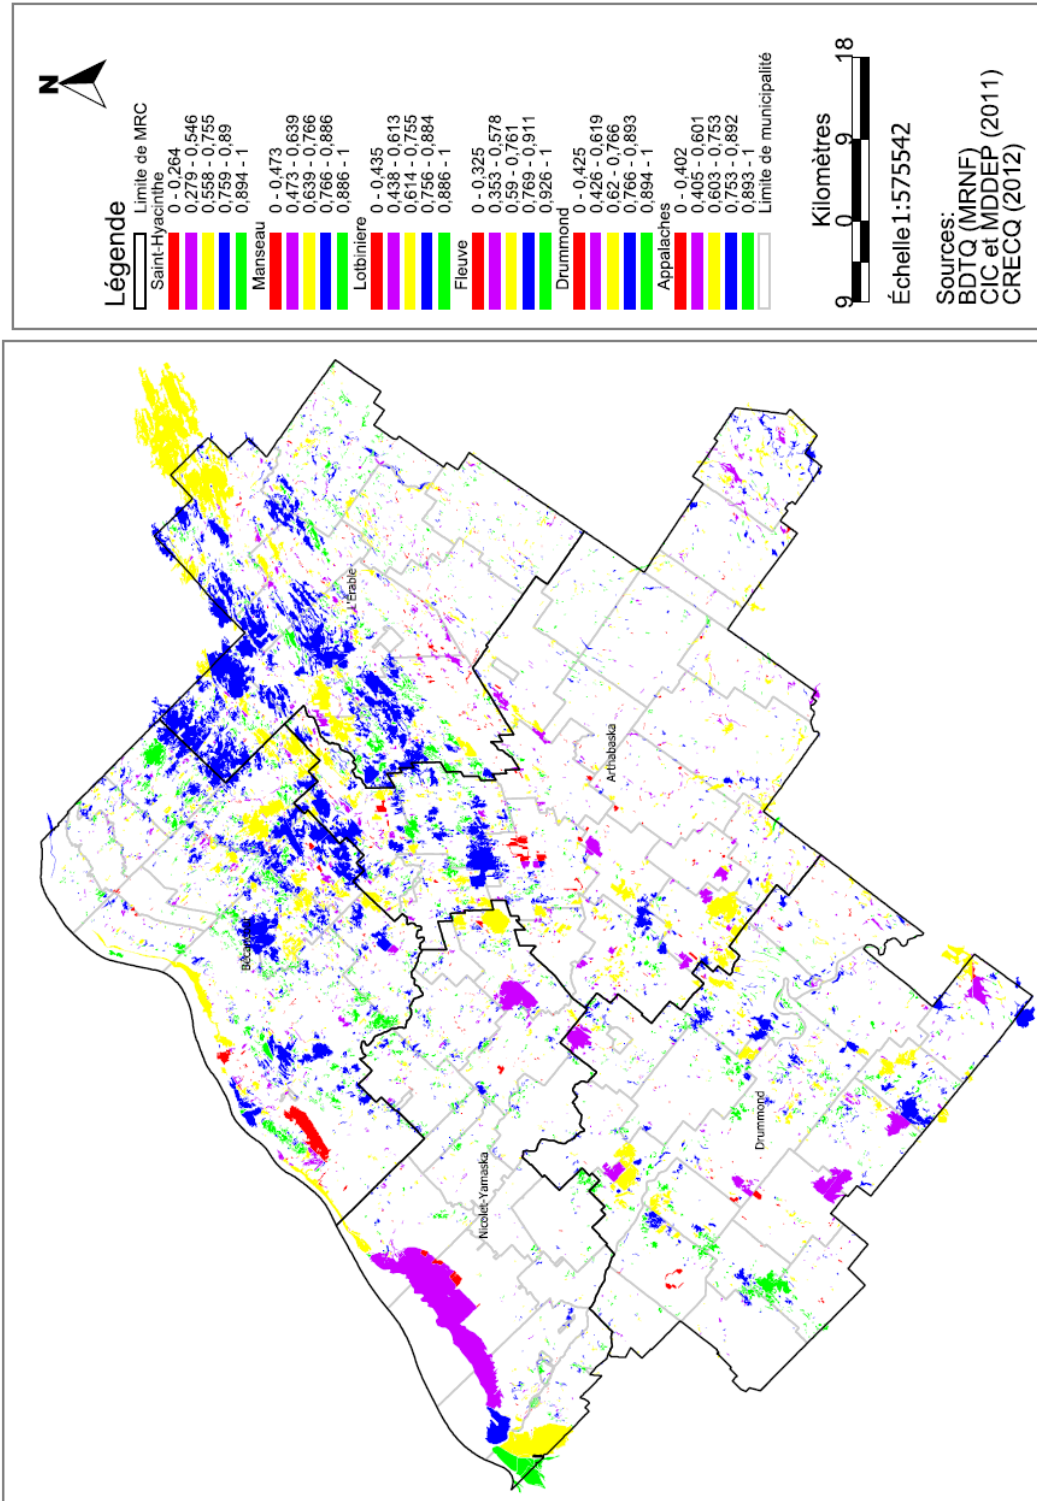 N
Légende
Limite de MRC
Saint-Hyacinthe
0 - 0,264
0,279 - 0,546
0,558 - 0,755
0,759 - 0,89
0,894 - 1
Manseau
0 - 0,473
0,473 - 0,639
0,639 - 0,766
0,766 - 0,886
0,886 - 1
Lotbiniere
0 - 0,435
0,438 - 0,613
0,614 - 0,755
0,756 - 0,884
0,886 - 1
Fleuve
0 - 0,325
0,353 - 0,578
0,59 - 0,761
0,769 - 0,911
0,926 - 1
Drummond
0 - 0,425
0,426 - 0,619
0,62 - 0,766
0,766 - 0,893
0,894 - 1
Appalaches
0 - 0,402
0,405 - 0,601
0,603 - 0,753
0,753 - 0,892
0,893 - 1
Limite de municipalité
Kilomètres
9 0 9 18
Échelle 1:575542
Sources:
BDTQ (MRNF)
CIC et MDDEP (2011)
CRECQ (2012)
L'Érable
Bécancour
Arthabaska
Nicolet-Yamaska
Drummond